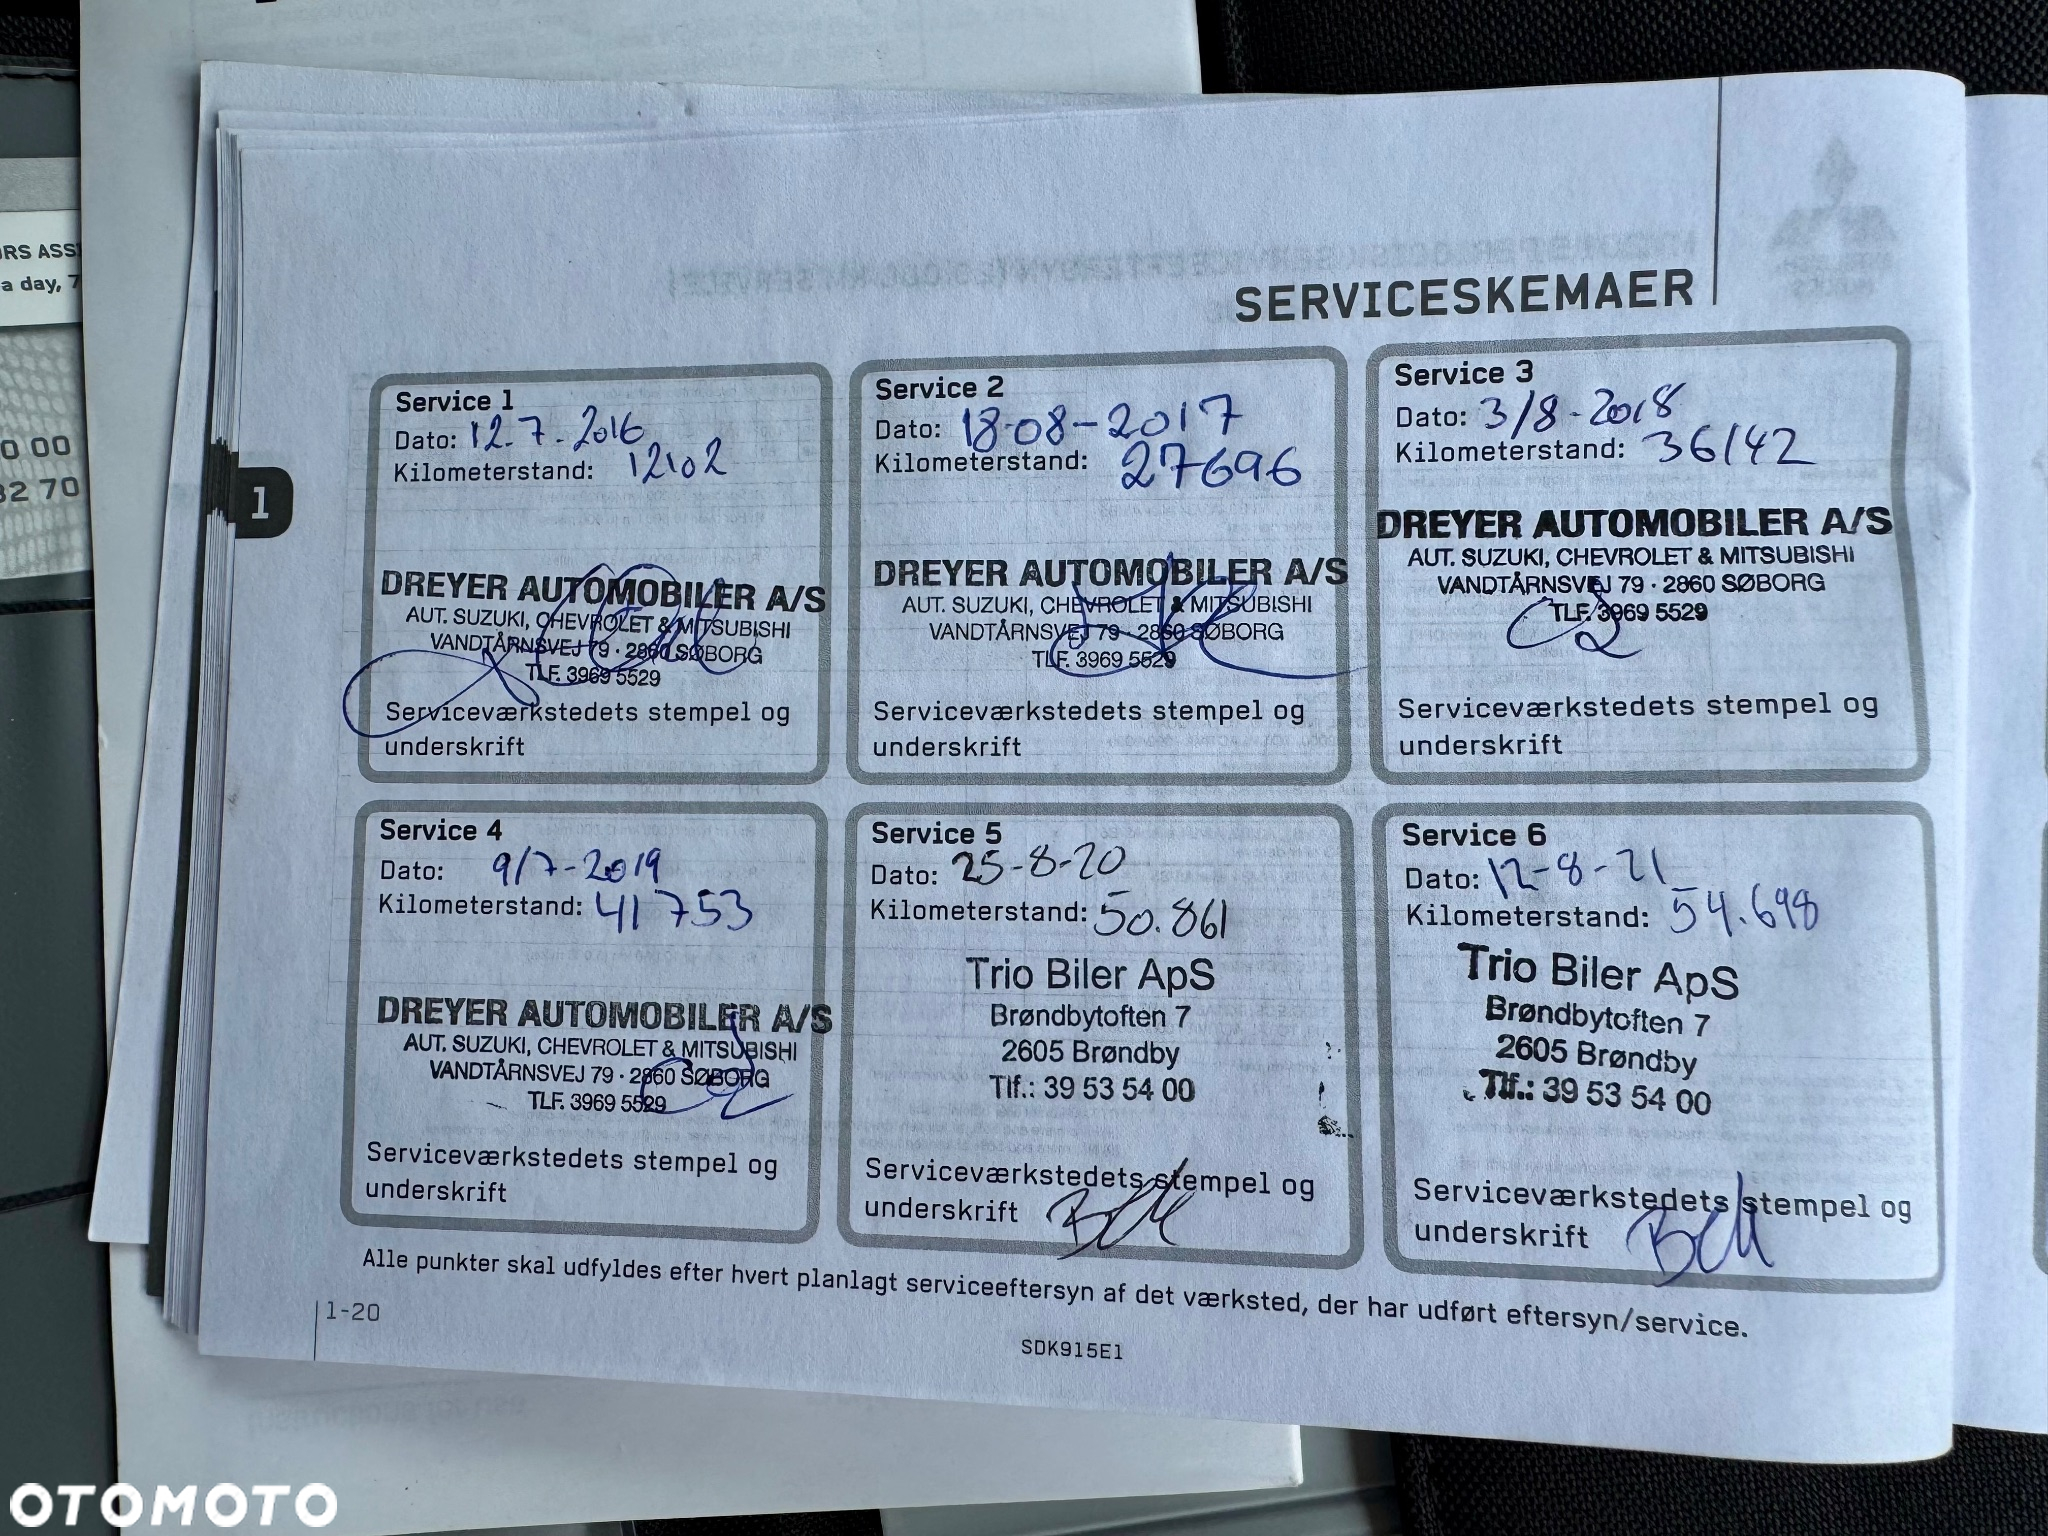 SERVICESKEMAER
1
Service 1
Dato: 12.7.2016
Kilometerstand: 12102
DREYER AUTOMOBILER A/S
AUT. SUZUKI, CHEVROLET & MITSUBISHI
VANDTÅRNSVEJ 79 · 2860 SØBORG
TLF. 3969 5529
Serviceværkstedets stempel og
underskrift
Service 2
Dato: 18-08-2017
Kilometerstand: 27696
DREYER AUTOMOBILER A/S
AUT. SUZUKI, CHEVROLET & MITSUBISHI
VANDTÅRNSVEJ 79 · 2860 SØBORG
TLF. 3969 5529
Serviceværkstedets stempel og
underskrift
Service 3
Dato: 3/8-2018
Kilometerstand: 36142
DREYER AUTOMOBILER A/S
AUT. SUZUKI, CHEVROLET & MITSUBISHI
VANDTÅRNSVEJ 79 · 2860 SØBORG
TLF. 3969 5529
Serviceværkstedets stempel og
underskrift
Service 4
Dato: 9/7-2019
Kilometerstand: 41753
DREYER AUTOMOBILER A/S
AUT. SUZUKI, CHEVROLET & MITSUBISHI
VANDTÅRNSVEJ 79 · 2860 SØBORG
TLF. 3969 5529
Serviceværkstedets stempel og
underskrift
Service 5
Dato: 25-8-20
Kilometerstand: 50.861
Trio Biler ApS
Brøndbytoften 7
2605 Brøndby
Tlf.: 39 53 54 00
Serviceværkstedets stempel og
underskrift
Service 6
Dato: 12-8-21
Kilometerstand: 54.698
Trio Biler ApS
Brøndbytoften 7
2605 Brøndby
Tlf.: 39 53 54 00
Serviceværkstedets stempel og
underskrift
Alle punkter skal udfyldes efter hvert planlagt serviceeftersyn af det værksted, der har udført eftersyn/service.
1-20
SDK915E1
a day, 7
0 00
32 70
OTOMOTO